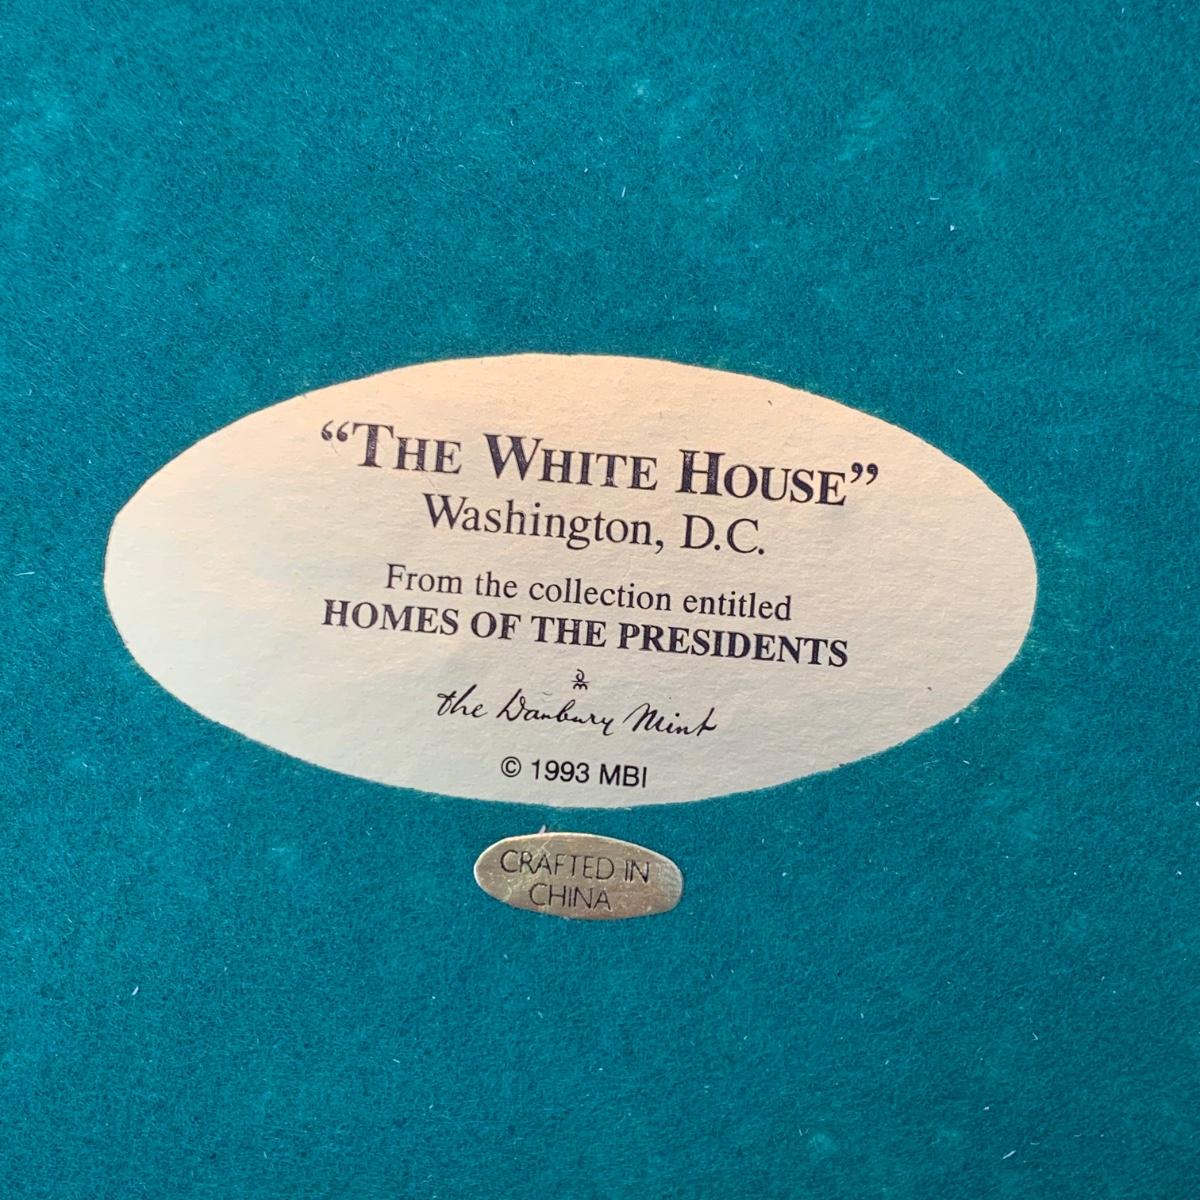 “THE WHITE HOUSE”
Washington, D.C.
From the collection entitled
HOMES OF THE PRESIDENTS
DM
the Danbury Mint
© 1993 MBI
CRAFTED IN
CHINA